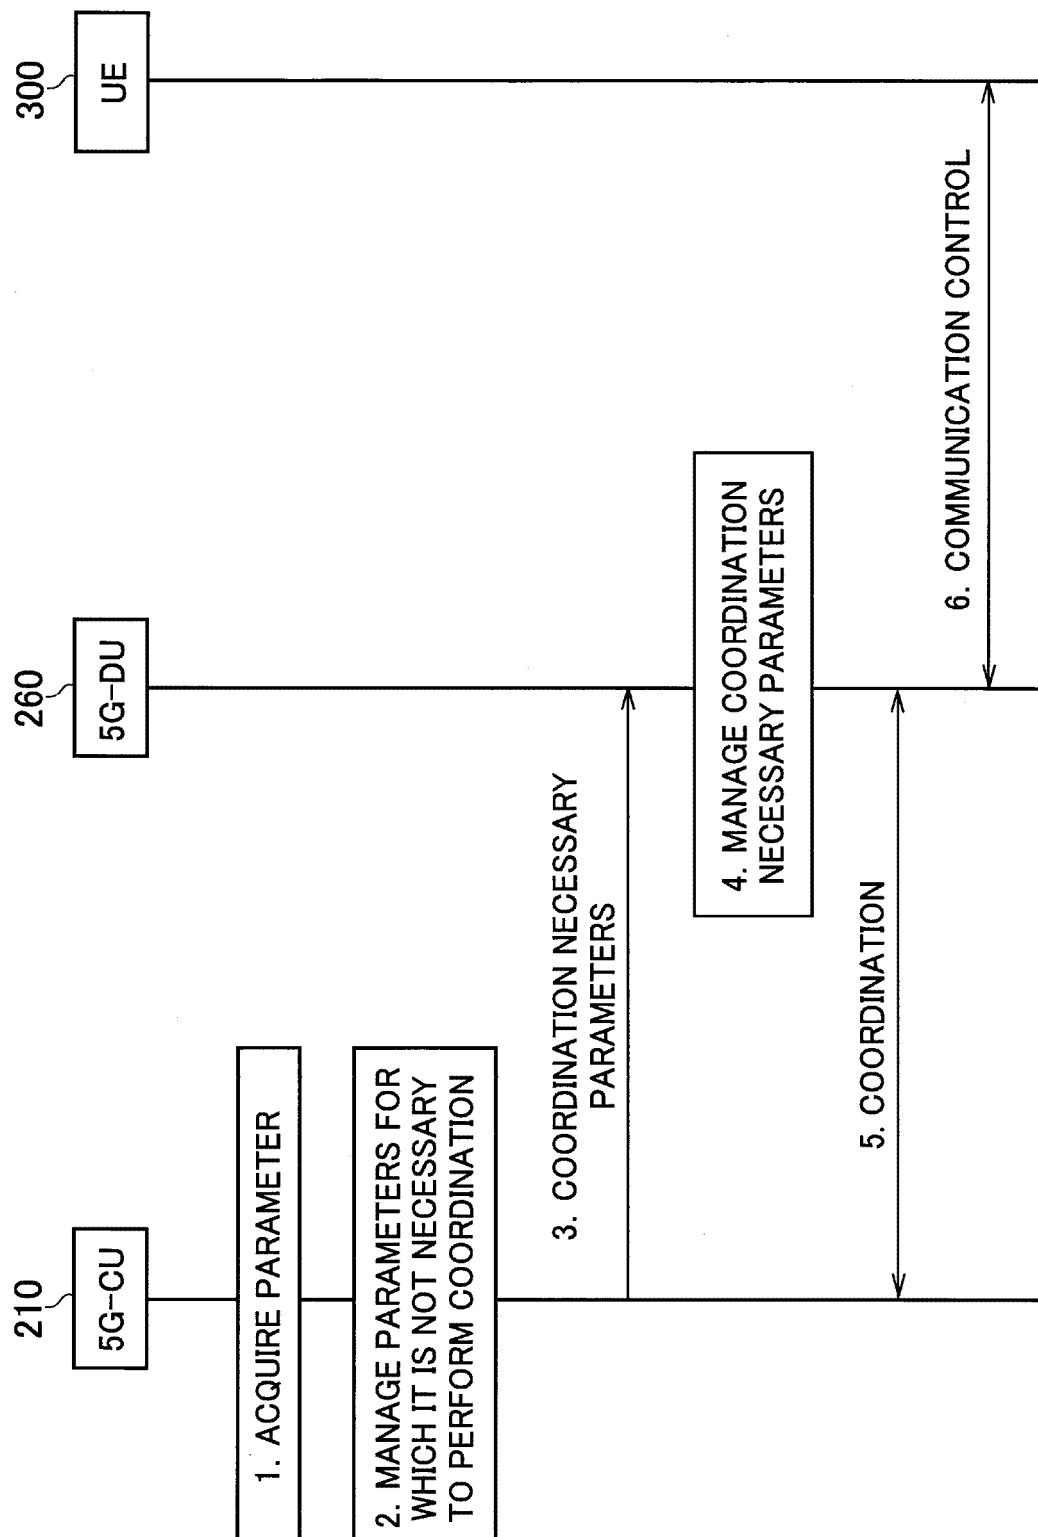 210
260
300
5G-CU
5G-DU
UE
1. ACQUIRE PARAMETER
2. MANAGE PARAMETERS FOR
WHICH IT IS NOT NECESSARY
TO PERFORM COORDINATION
3. COORDINATION NECESSARY
PARAMETERS
4. MANAGE COORDINATION
NECESSARY PARAMETERS
5. COORDINATION
6. COMMUNICATION CONTROL